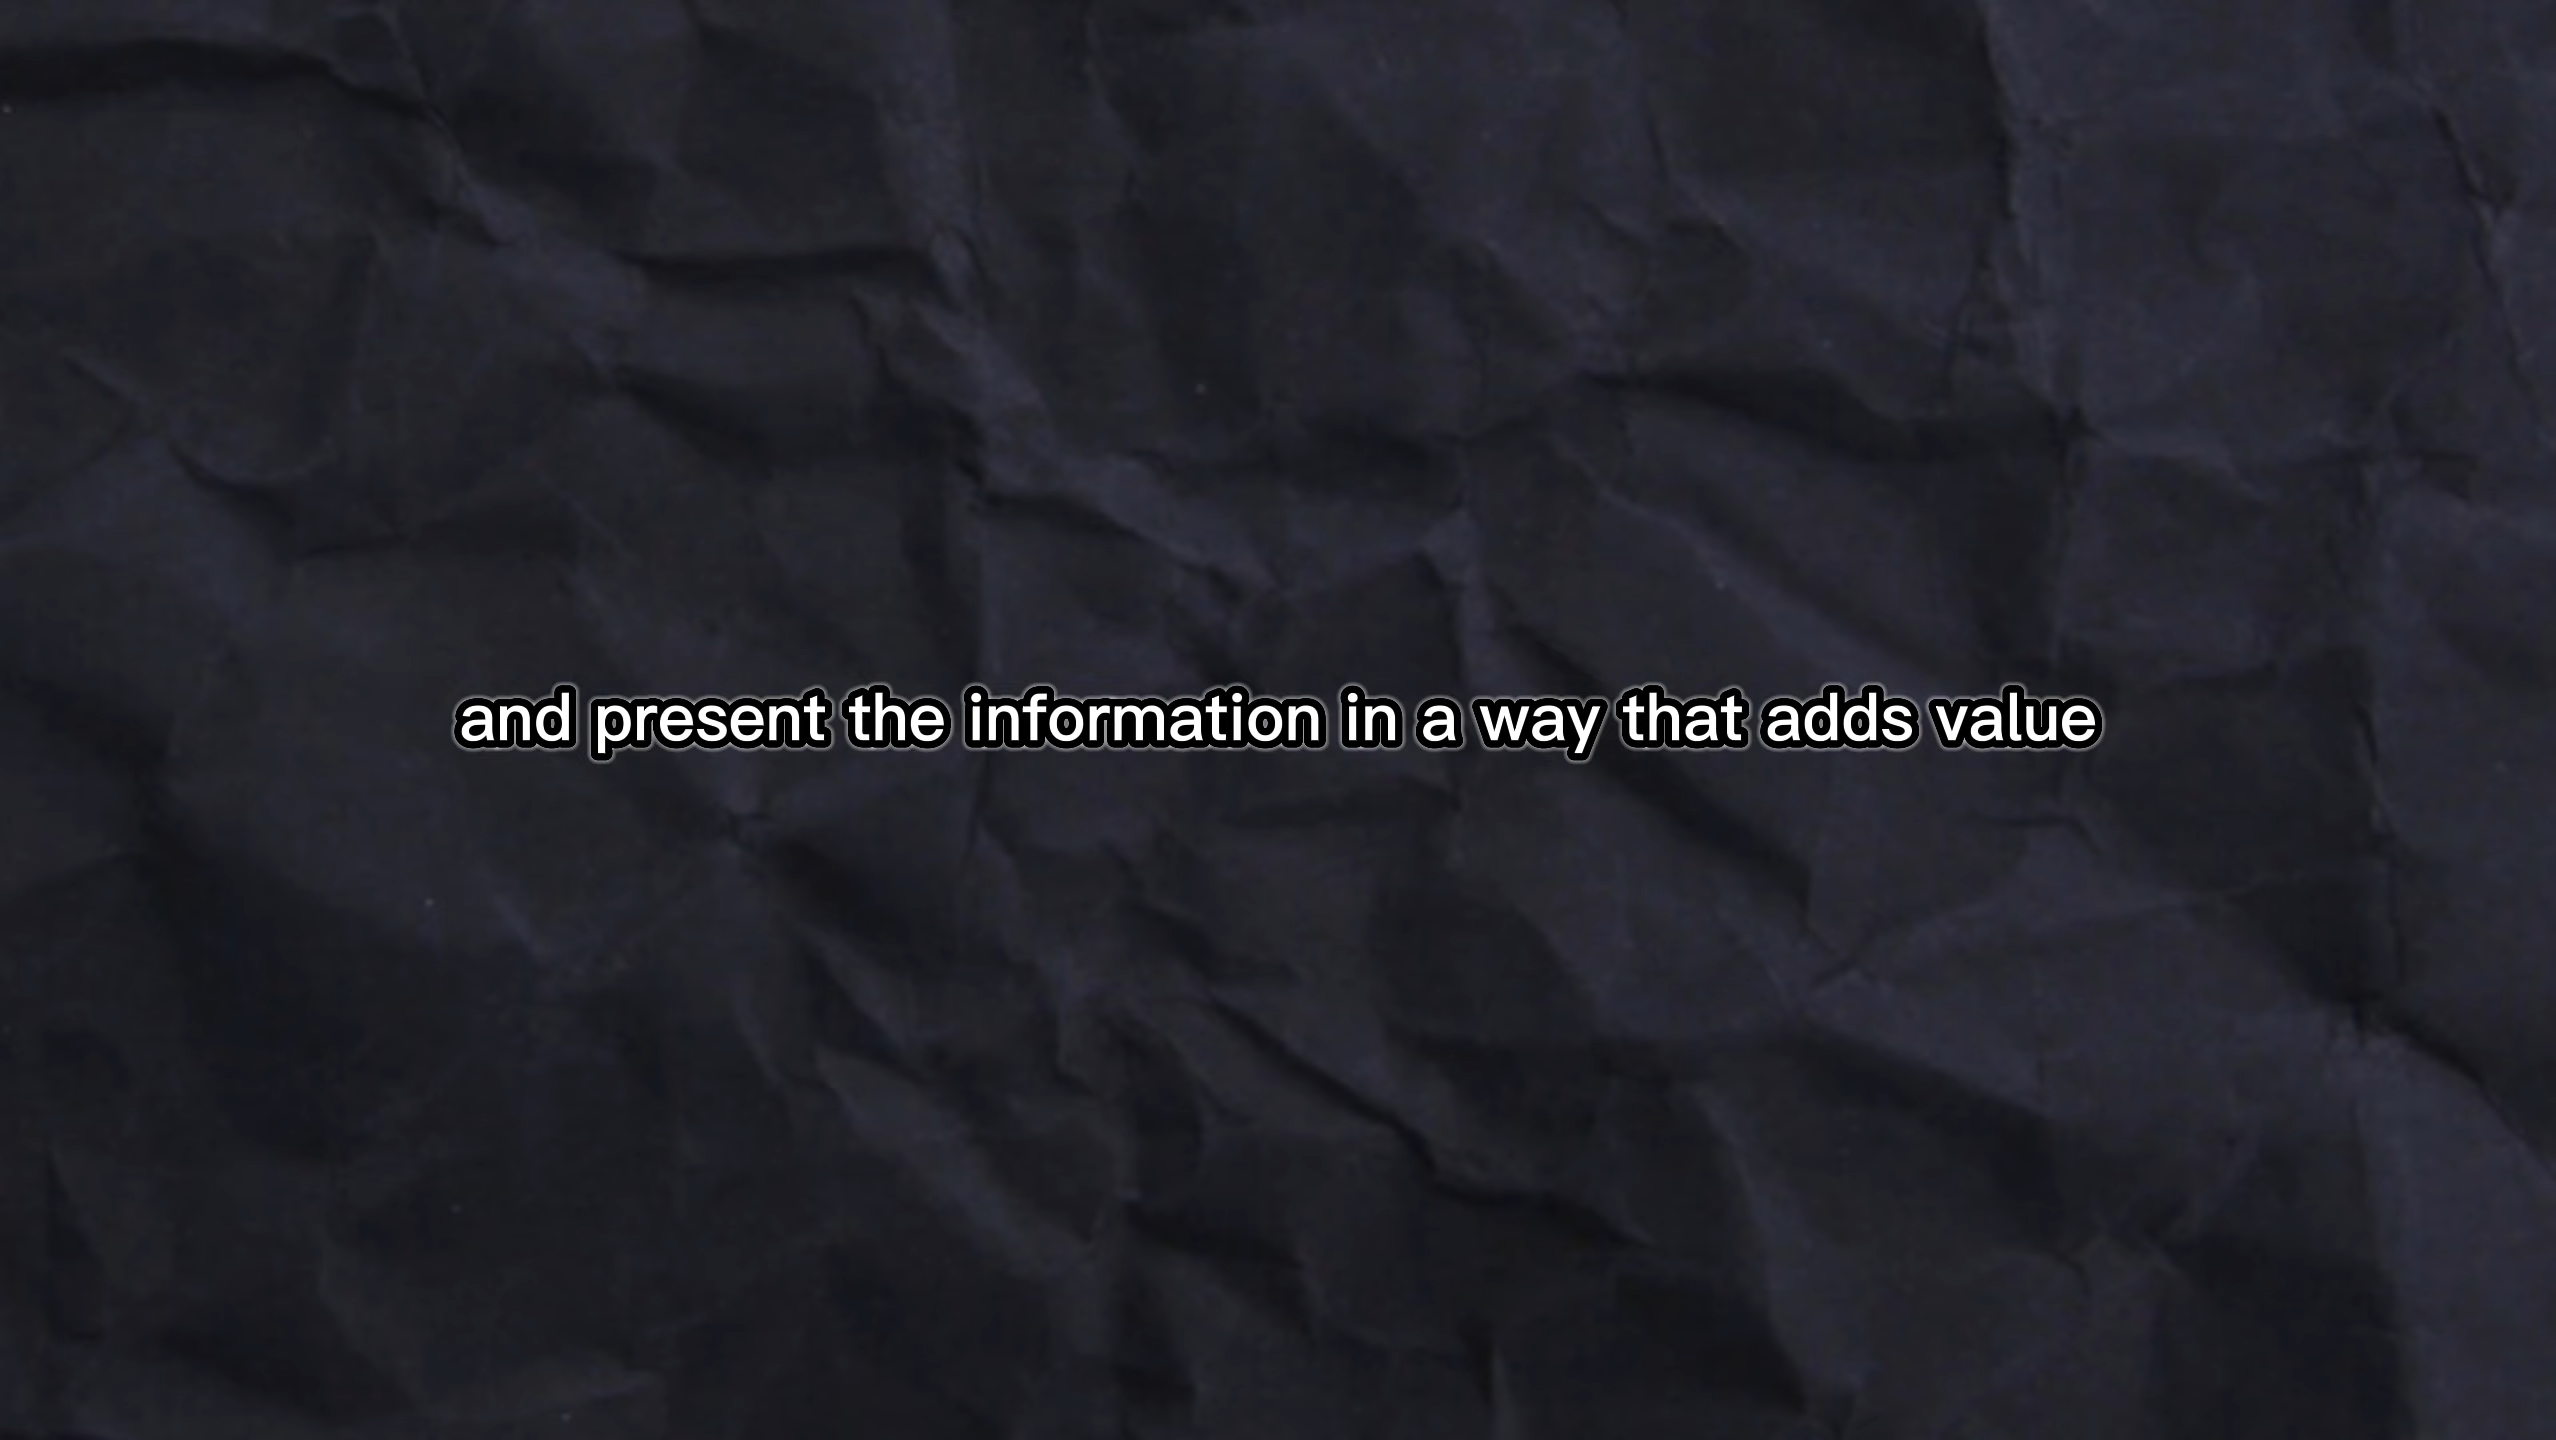 and present the information in a way that adds value